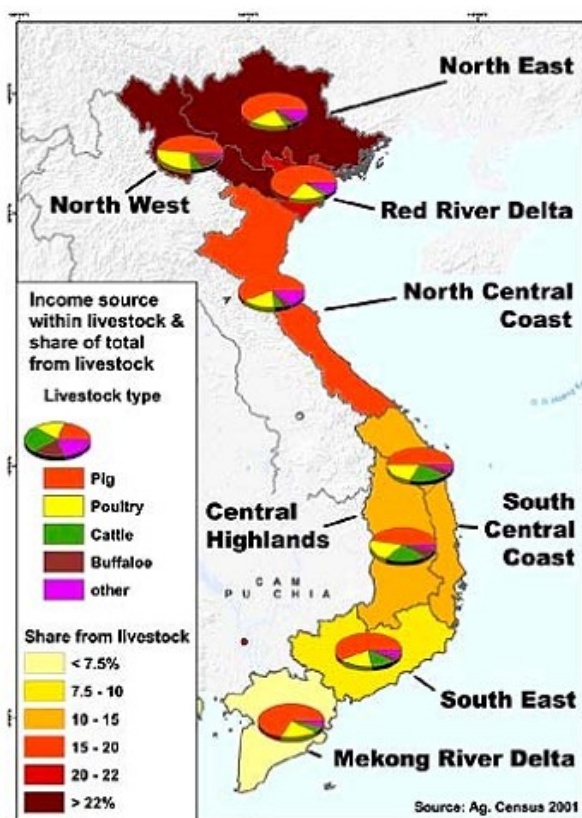 North East
North West
Red River Delta
North Central
Coast
Income source
within livestock &
share of total
from livestock
Livestock type
Pig
Poultry
Cattle
Buffaloe
other
Central
Highlands
South
Central
Coast
CAM
PUCHIA
Share from livestock
< 7.5%
7.5 - 10
10 - 15
15 - 20
20 - 22
> 22%
South East
Mekong River Delta
Source: Ag. Census 2001